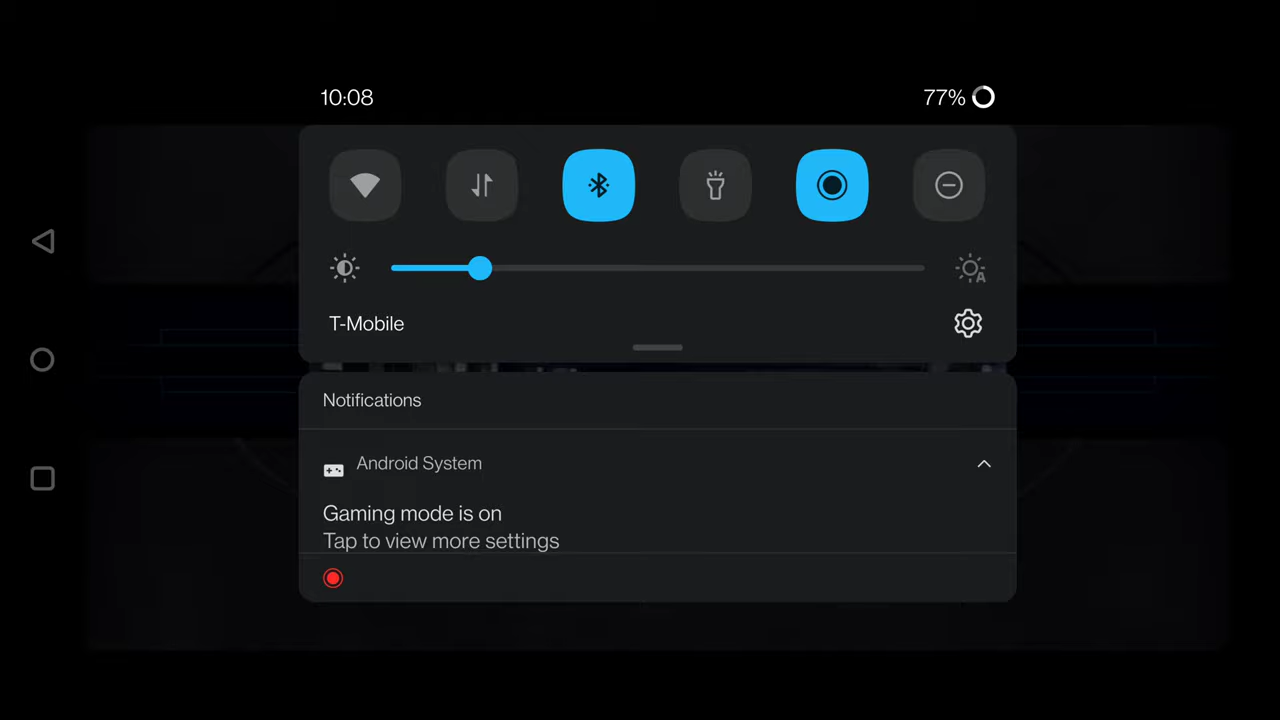 10:08
77%
A
T-Mobile
Notifications
Android System
Gaming mode is on
Tap to view more settings